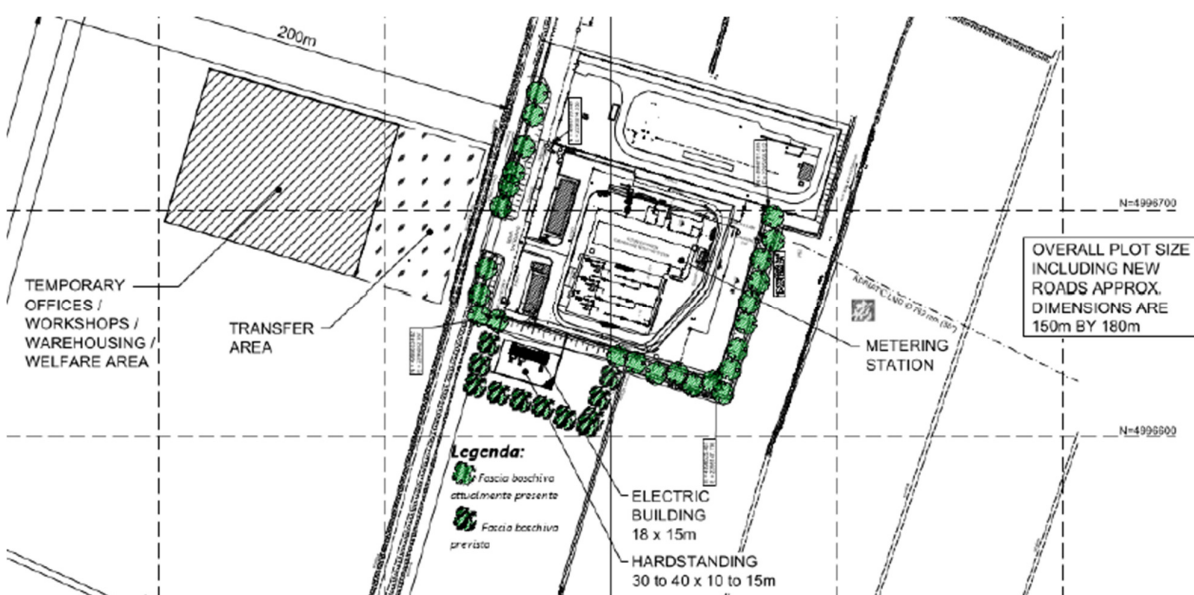 200m
N=4996700
OVERALL PLOT SIZE
INCLUDING NEW
ROADS APPROX.
DIMENSIONS ARE
150m BY 180m
TEMPORARY
OFFICES /
WORKSHOPS /
WAREHOUSING /
WELFARE AREA
TRANSFER
AREA
METERING
STATION
N=4996600
Legenda:
Fascia boschiva
attualmente presente
Fascia boschiva
prevista
ELECTRIC
BUILDING
18 x 15m
HARDSTANDING
30 to 40 x 10 to 15m